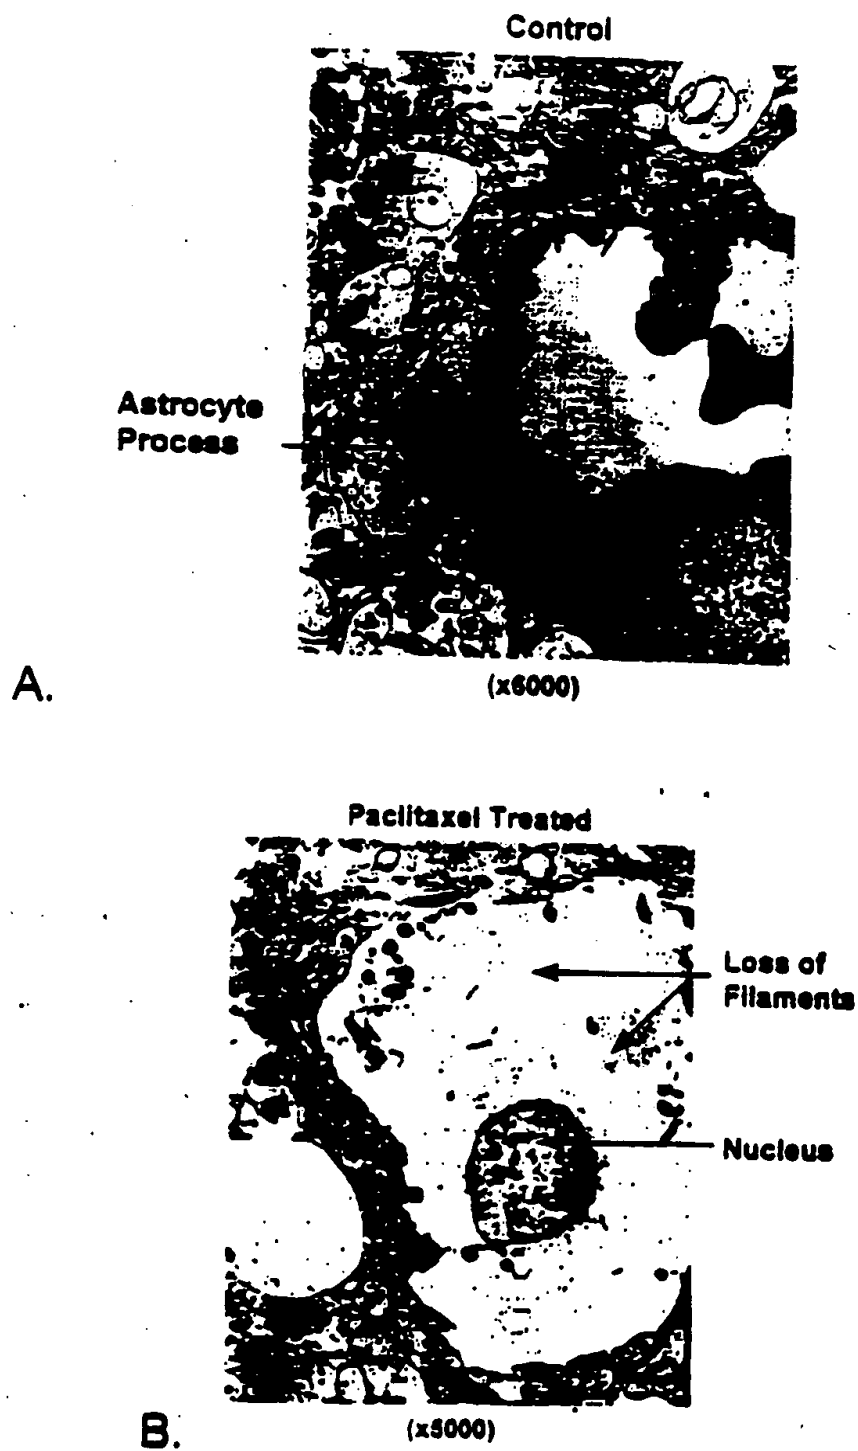 Control
Astrocyte
Process
A.
(x6000)
Paclitaxel Treated
Loss of
Filaments
Nucleus
B.
(x5000)